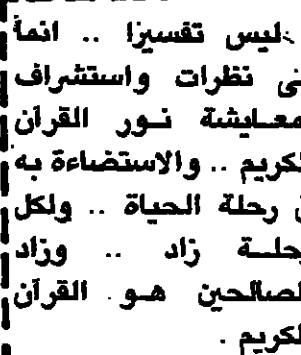 ليس تفسيرا .. انما
نظرات واستشراف
معايشة نور القرآن
الكريم .. والاستضاءة به
رحلة الحياة .. ولكل
رحلة زاد .. وزاد
الصالحين هو القرآن
الكريم .